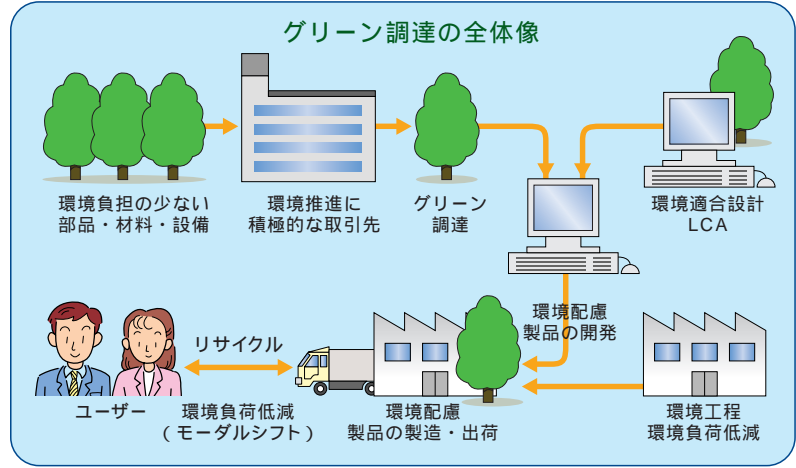 グリーン調達の全体像
環境負担の少ない
部品・材料・設備
環境推進に
積極的な取引先
グリーン
調達
環境適合設計
LCA
環境配慮
製品の開発
リサイクル
ユーザー
環境負荷低減
(モーダルシフト)
環境配慮
製品の製造・出荷
環境工程
環境負荷低減